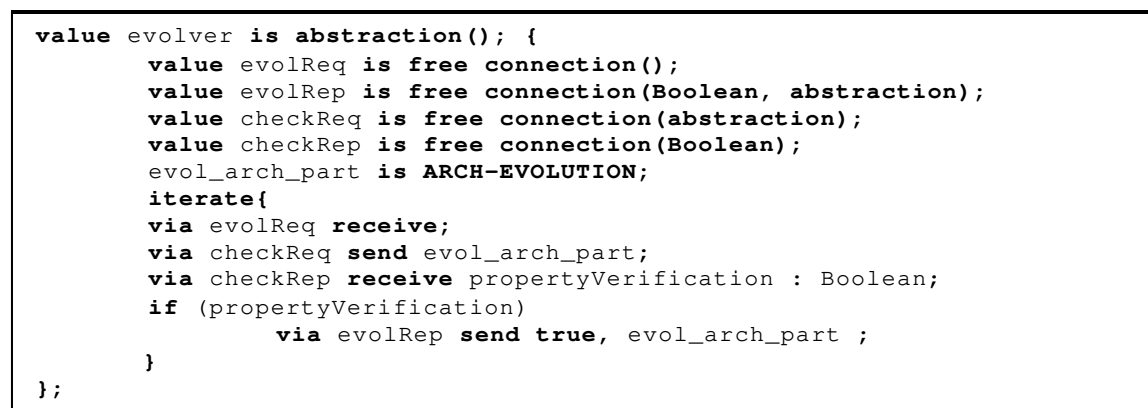 value evolver is abstraction(); {
value evolReq is free connection();
value evolRep is free connection(Boolean, abstraction);
value checkReq is free connection(abstraction);
value checkRep is free connection(Boolean);
evol_arch_part is ARCH-EVOLUTION;
iterate{
via evolReq receive;
via checkReq send evol_arch_part;
via checkRep receive propertyVerification : Boolean;
if (propertyVerification)
via evolRep send true, evol_arch_part ;
}
};